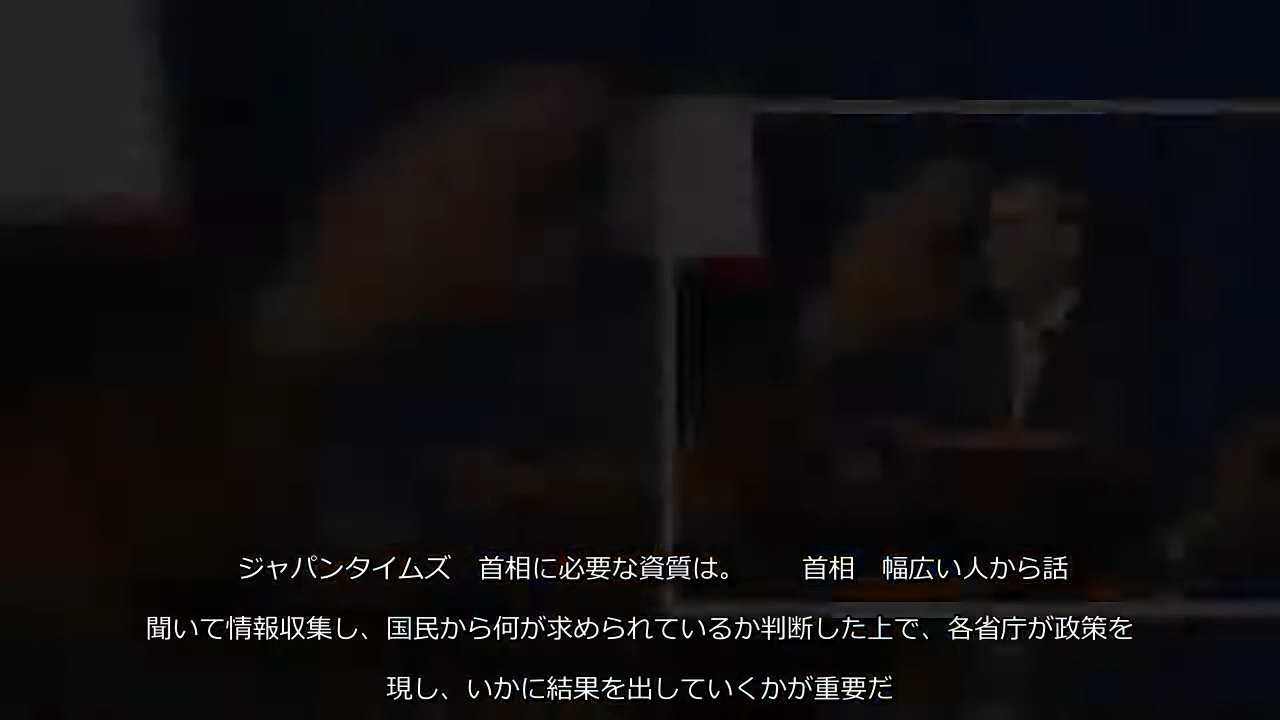 ジャパンタイムズ　首相に必要な資質は。　　首相　幅広い人から話
聞いて情報収集し、国民から何が求められているか判断した上で、各省庁が政策を
現し、いかに結果を出していくかが重要だ